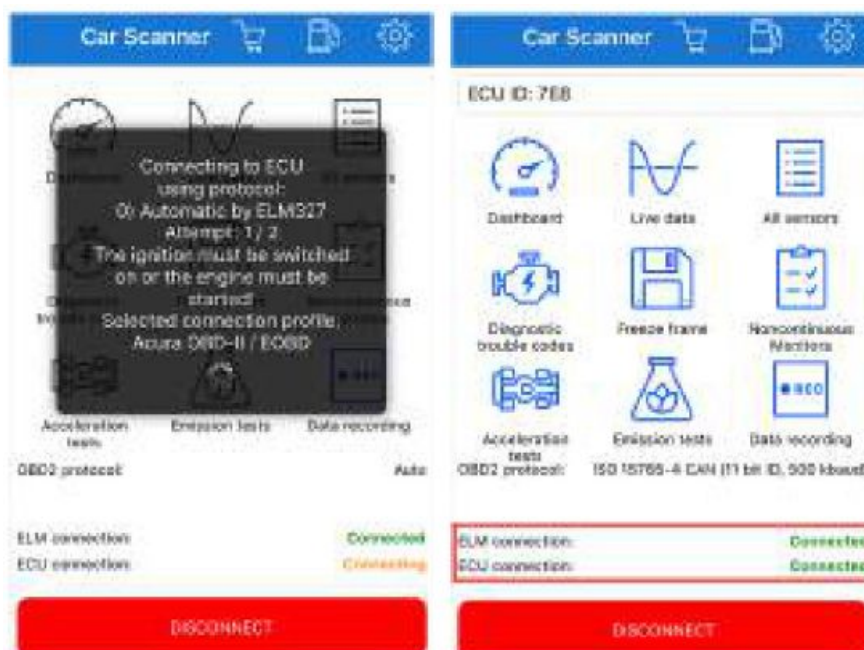 Car Scanner
Connecting to ECU
using protocol:
0) Automatic by ELM327
Attempt: 1 / 2
The ignition must be switched
on or the engine must be
started!
Selected connection profile:
Acura OBD-II / EOBD
Acceleration
tests
Emission tests
Data recording
OBD2 protocol:
Auto
ELM connection:
Connected
ECU connection:
Connecting
DISCONNECT
Car Scanner
ECU ID: 7E8
Dashboard
Live data
All sensors
Diagnostic
trouble codes
Freeze frame
Noncontinuous
Monitors
REC
Acceleration
tests
Emission tests
Data recording
OBD2 protocol:
ISO 15765-4 CAN (11 bit ID, 500 kbaud)
ELM connection:
Connected
ECU connection:
Connected
DISCONNECT